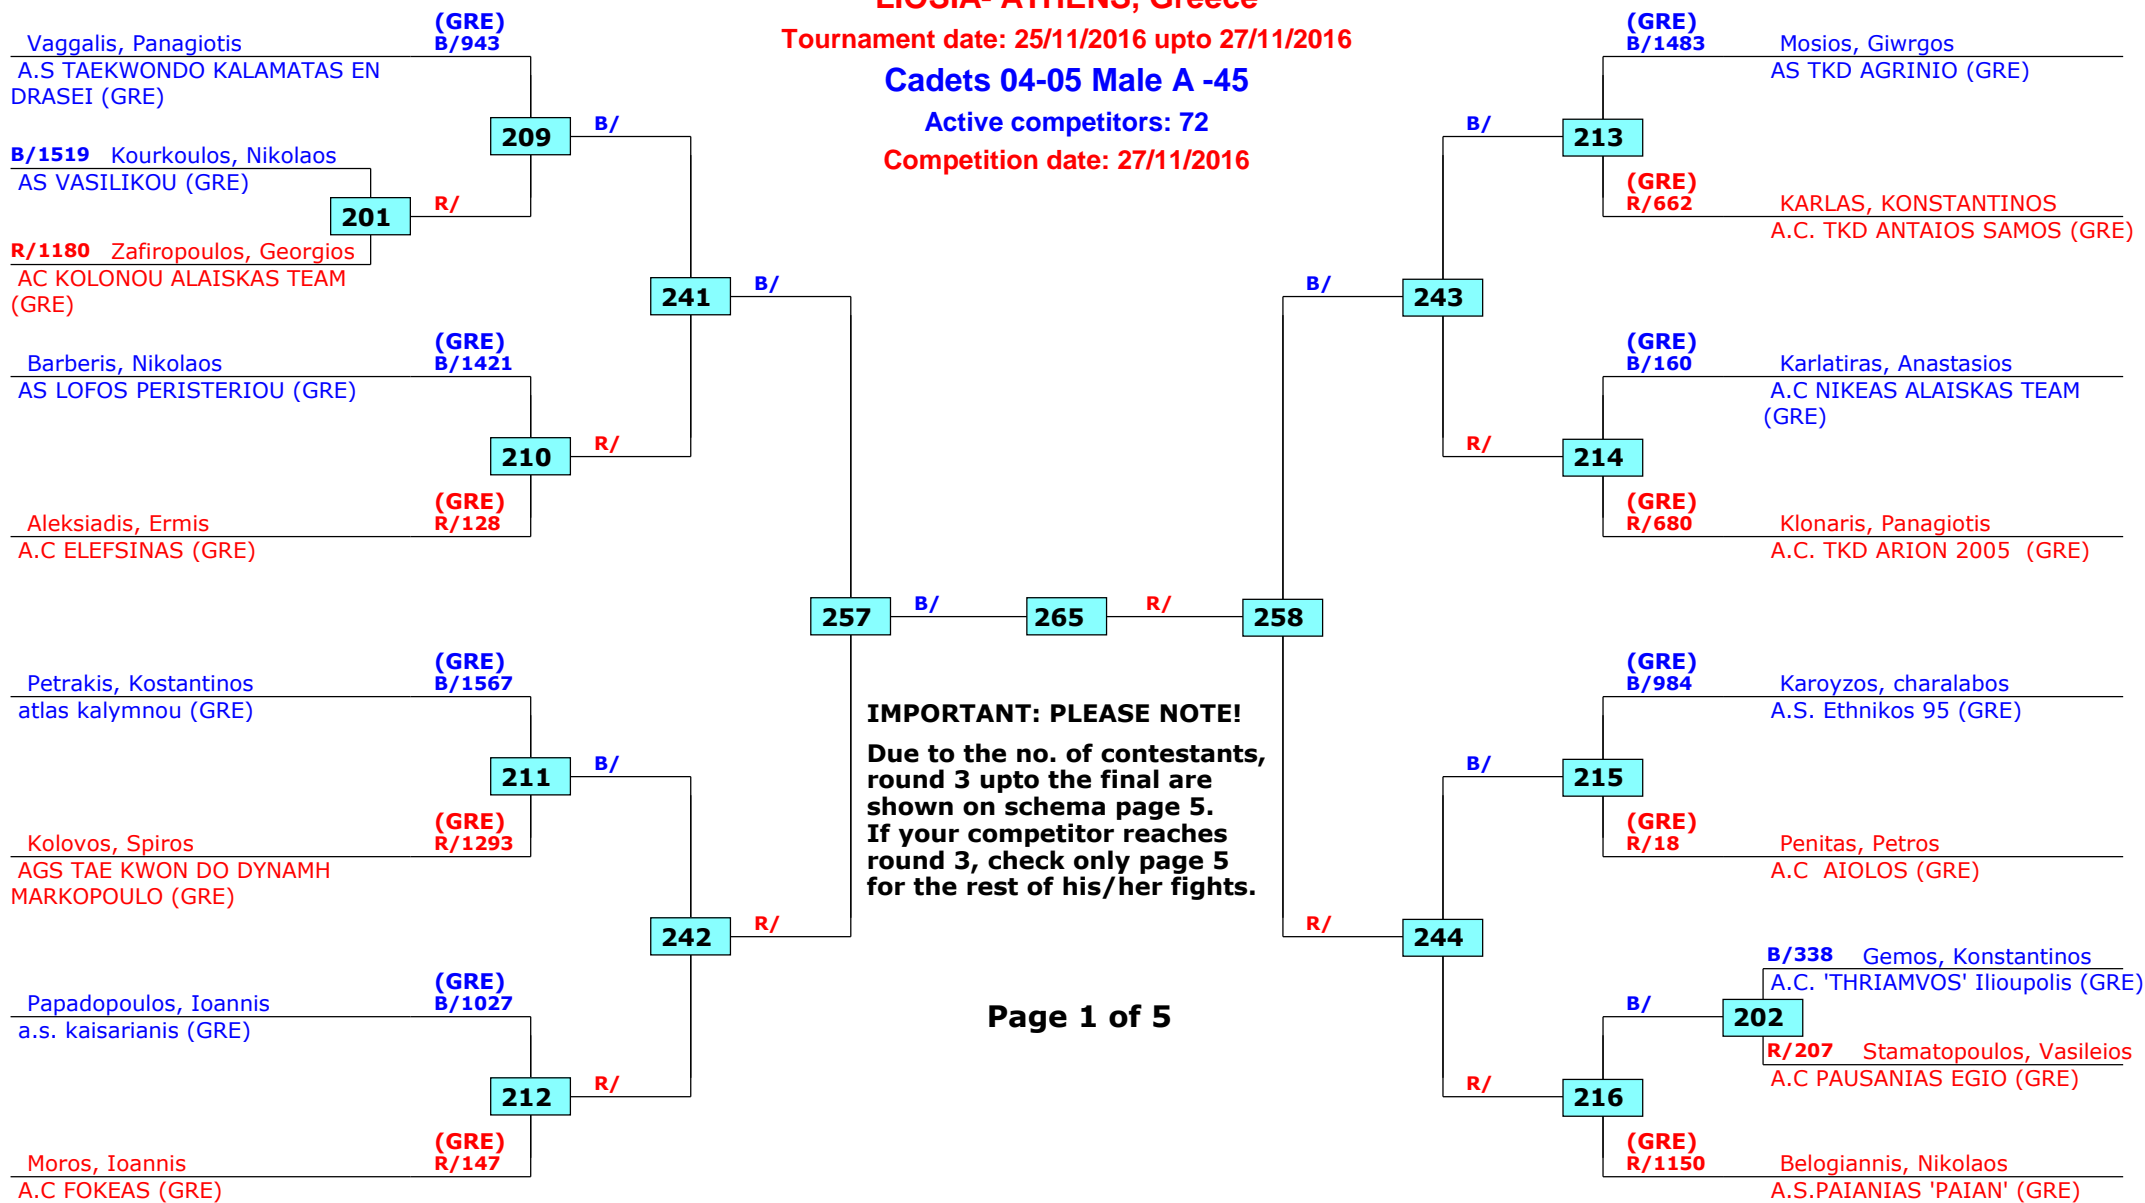 LIOSIA- ATHENS, Greece
Tournament date: 25/11/2016 upto 27/11/2016
Cadets 04-05 Male A -45
Active competitors: 72
Competition date: 27/11/2016
(GRE)
Vaggalis, Panagiotis B/943
A.S TAEKWONDO KALAMATAS EN
DRASEI (GRE)
209 B/
B/1519 Kourkoulos, Nikolaos
AS VASILIKOU (GRE)
201 R/
R/1180 Zafiropoulos, Georgios
AC KOLONOU ALAISKAS TEAM
(GRE)
241 B/
(GRE)
Barberis, Nikolaos B/1421
AS LOFOS PERISTERIOU (GRE)
210 R/
(GRE)
Aleksiadis, Ermis R/128
A.C ELEFSINAS (GRE)
257 B/ 265 R/ 258
(GRE)
Petrakis, Kostantinos B/1567
atlas kalymnou (GRE)
211 B/
(GRE)
Kolovos, Spiros R/1293
AGS TAE KWON DO DYNAMH
MARKOPOULO (GRE)
242 R/
(GRE)
Papadopoulos, Ioannis B/1027
a.s. kaisarianis (GRE)
212 R/
(GRE)
Moros, Ioannis R/147
A.C FOKEAS (GRE)
IMPORTANT: PLEASE NOTE!
Due to the no. of contestants,
round 3 upto the final are
shown on schema page 5.
If your competitor reaches
round 3, check only page 5
for the rest of his/her fights.
Page 1 of 5
(GRE)
B/1483 Mosios, Giwrgos
AS TKD AGRINIO (GRE)
B/ 213
(GRE)
R/662 KARLAS, KONSTANTINOS
A.C. TKD ANTAIOS SAMOS (GRE)
B/ 243
(GRE)
B/160 Karlatiras, Anastasios
A.C NIKEAS ALAISKAS TEAM
(GRE)
R/ 214
(GRE)
R/680 Klonaris, Panagiotis
A.C. TKD ARION 2005 (GRE)
(GRE)
B/984 Karoyzos, charalabos
A.S. Ethnikos 95 (GRE)
B/ 215
(GRE)
R/18 Penitas, Petros
A.C AIOLOS (GRE)
R/ 244
B/338 Gemos, Konstantinos
A.C. 'THRIAMVOS' Ilioupolis (GRE)
B/ 202
R/207 Stamatopoulos, Vasileios
A.C PAUSANIAS EGIO (GRE)
R/ 216
(GRE)
R/1150 Belogiannis, Nikolaos
A.S.PAIANIAS 'PAIAN' (GRE)